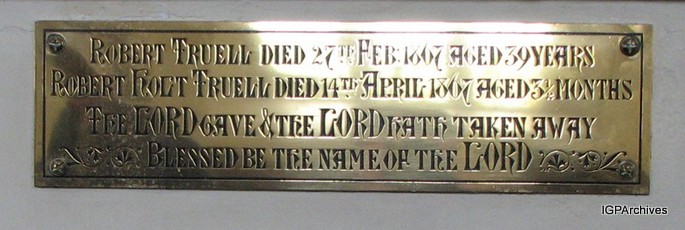 ROBERT TRUELL DIED 27TH FEB: 1867 AGED 39 YEARS
ROBERT HOLT TRUELL DIED 14TH APRIL 1867 AGED 3½ MONTHS
THE LORD GAVE & THE LORD HATH TAKEN AWAY
BLESSED BE THE NAME OF THE LORD
IGPArchives